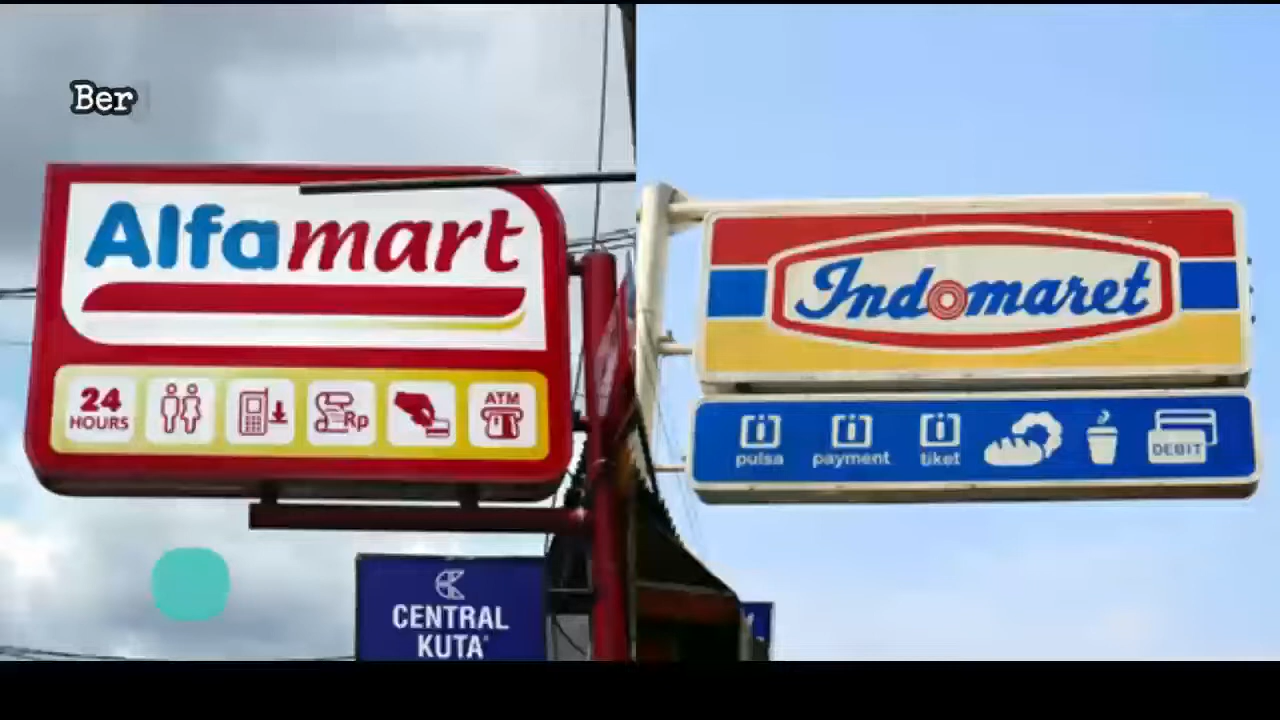 Ber
Alfamart
24
HOURS
Rp
ATM
CENTRAL
KUTA
Indomaret
pulsa
payment
tiket
DEBIT